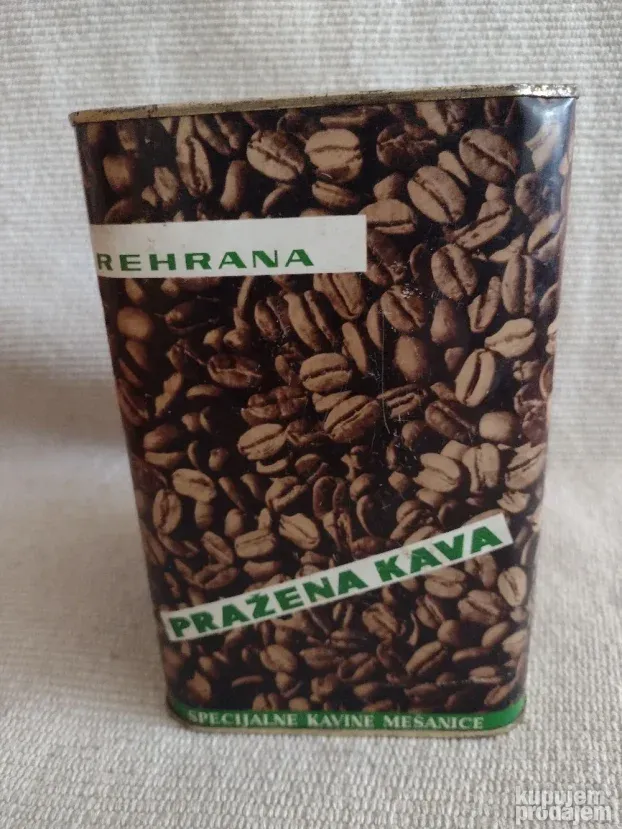 REHRANA
PRAŽENA KAVA
SPECIJALNE KAVINE MEŠANICE
kupujem
prodajem